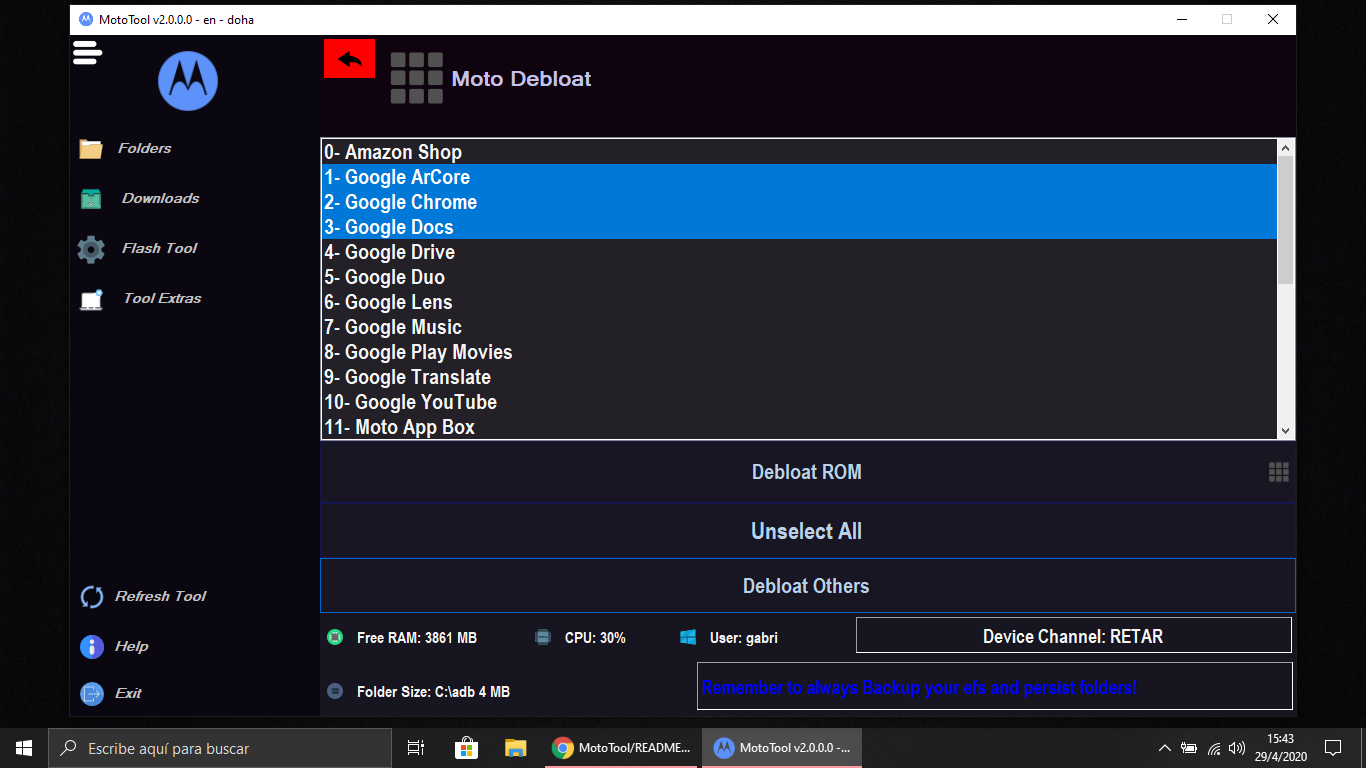 MotoTool v2.0.0.0 - en - doha
Moto Debloat
Folders
Downloads
Flash Tool
Tool Extras
Refresh Tool
Help
Exit
0- Amazon Shop
1- Google ArCore
2- Google Chrome
3- Google Docs
4- Google Drive
5- Google Duo
6- Google Lens
7- Google Music
8- Google Play Movies
9- Google Translate
10- Google YouTube
11- Moto App Box
Debloat ROM
Unselect All
Debloat Others
Free RAM: 3861 MB
CPU: 30%
User: gabri
Device Channel: RETAR
Folder Size: C:\adb 4 MB
Remember to always Backup your efs and persist folders!
Escribe aquí para buscar
MotoTool/README...
MotoTool v2.0.0.0 -...
15:43
29/4/2020